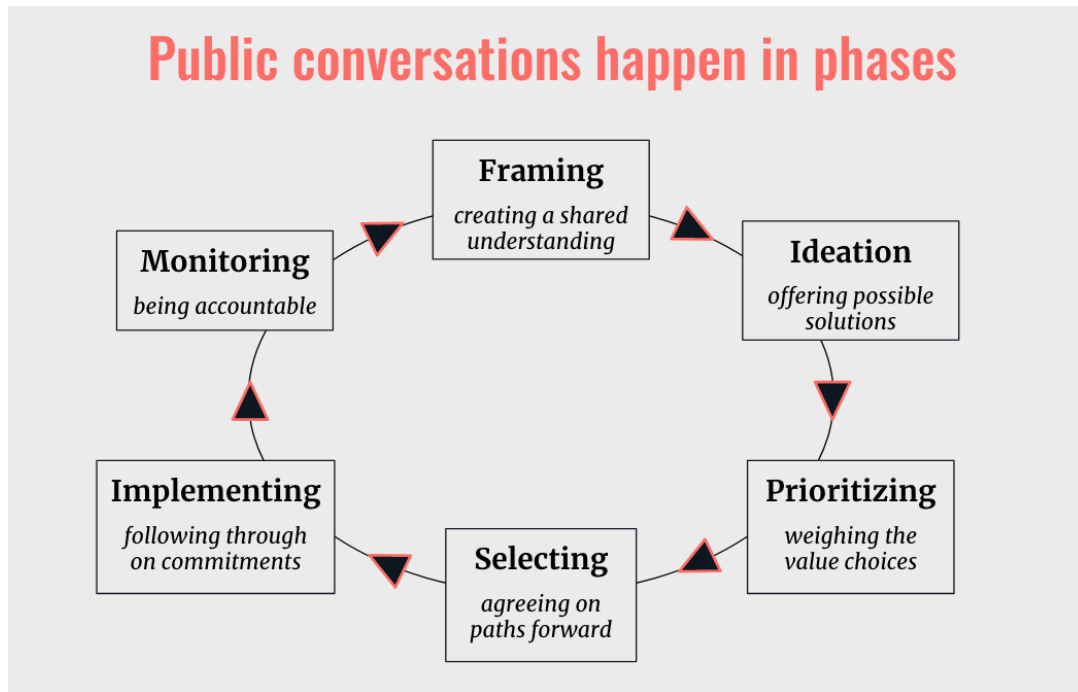 Public conversations happen in phases
Framing
creating a shared
understanding
Ideation
offering possible
solutions
Prioritizing
weighing the
value choices
Selecting
agreeing on
paths forward
Implementing
following through
on commitments
Monitoring
being accountable